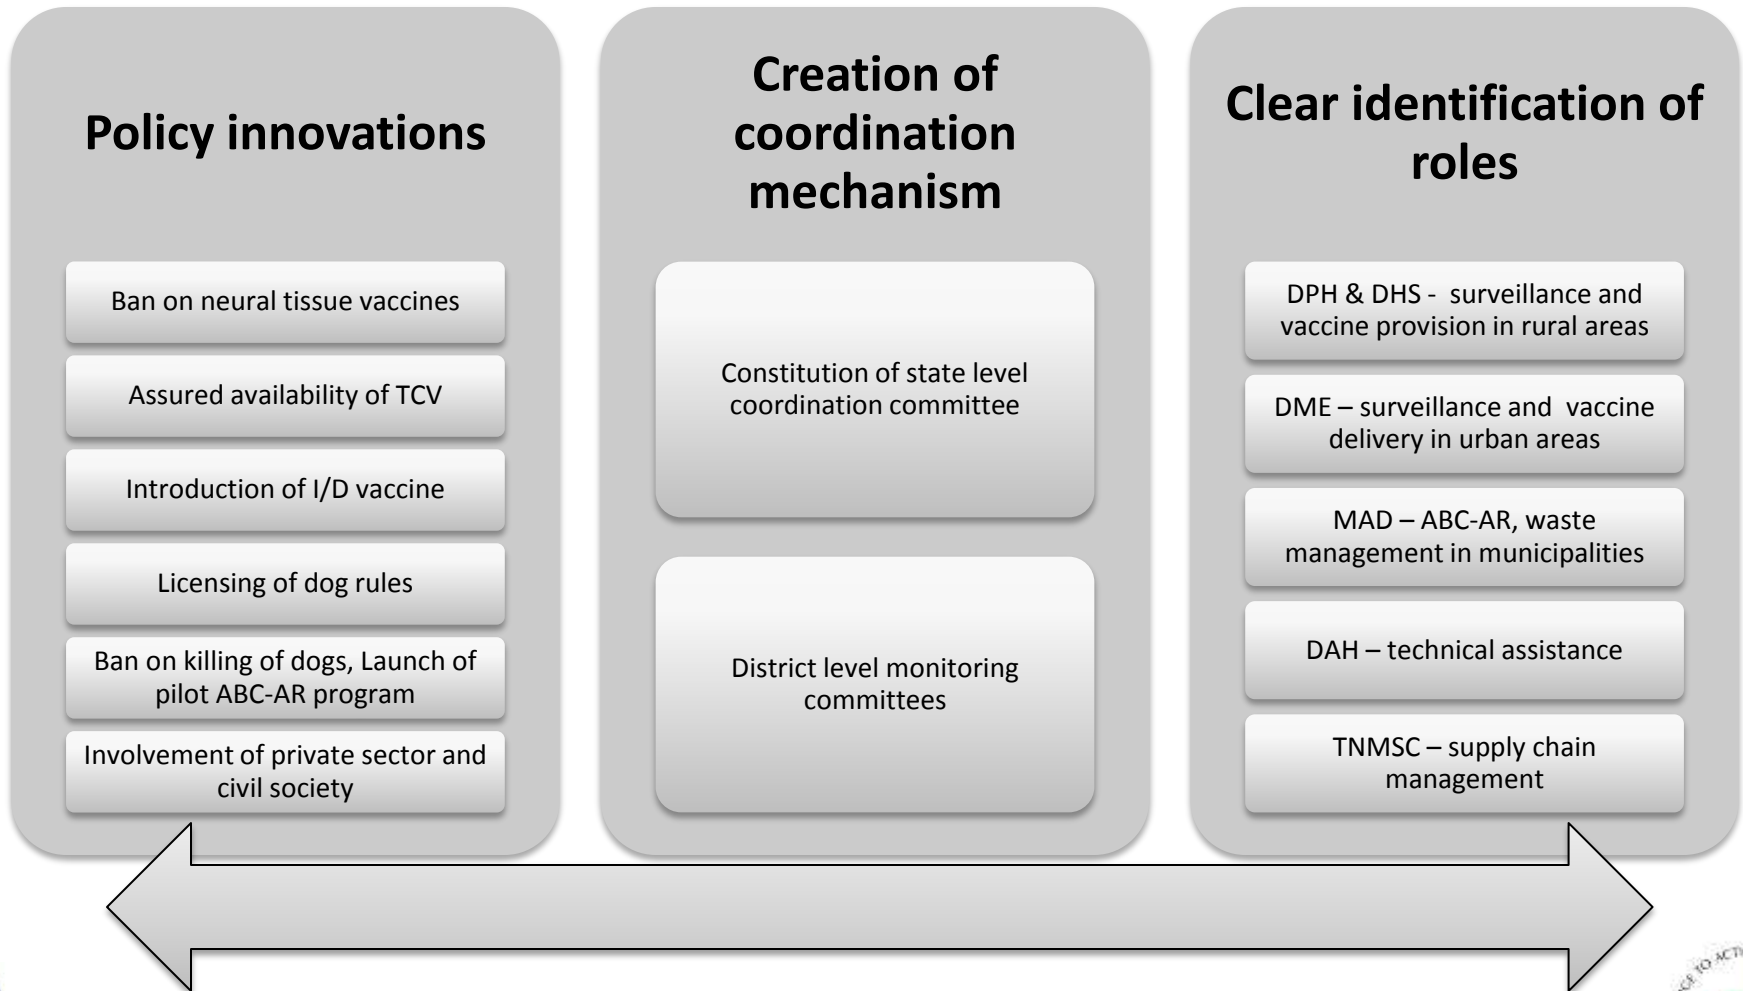 Policy innovations
Ban on neural tissue vaccines
Assured availability of TCV
Introduction of I/D vaccine
Licensing of dog rules
Ban on killing of dogs, Launch of
pilot ABC-AR program
Involvement of private sector and
civil society
Creation of
coordination
mechanism
Constitution of state level
coordination committee
District level monitoring
committees
Clear identification of
roles
DPH & DHS -  surveillance and
vaccine provision in rural areas
DME – surveillance and  vaccine
delivery in urban areas
MAD – ABC-AR, waste
management in municipalities
DAH – technical assistance
TNMSC – supply chain
management